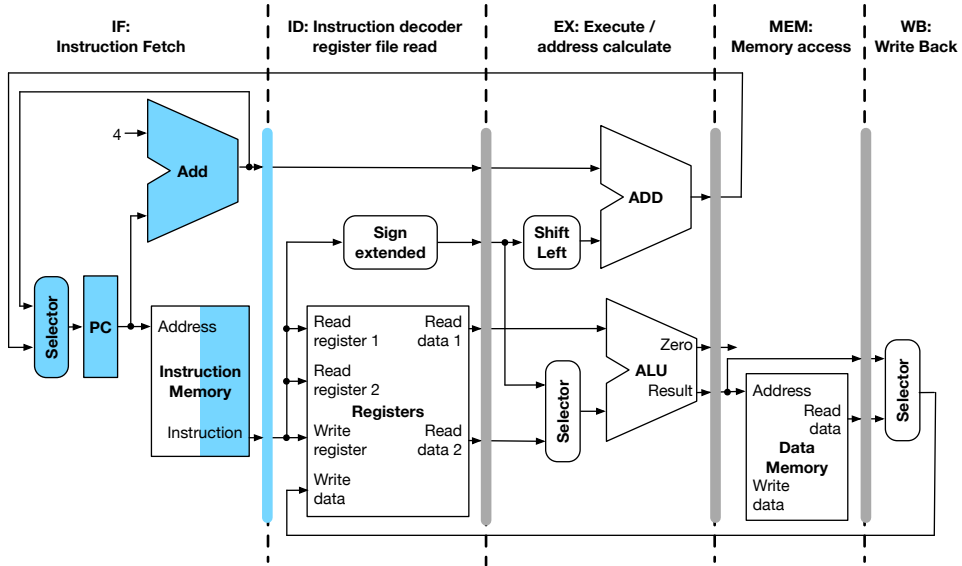 IF:
Instruction Fetch
ID: Instruction decoder
register file read
EX: Execute /
address calculate
MEM:
Memory access
WB:
Write Back
4
Add
ADD
Sign
extended
Shift
Left
Selector
PC
Address
Instruction
Memory
Instruction
Read
register 1
Read
data 1
Read
register 2
Registers
Write
register
Read
data 2
Write
data
Selector
Zero
ALU
Result
Address
Read
data
Data
Memory
Write
data
Selector